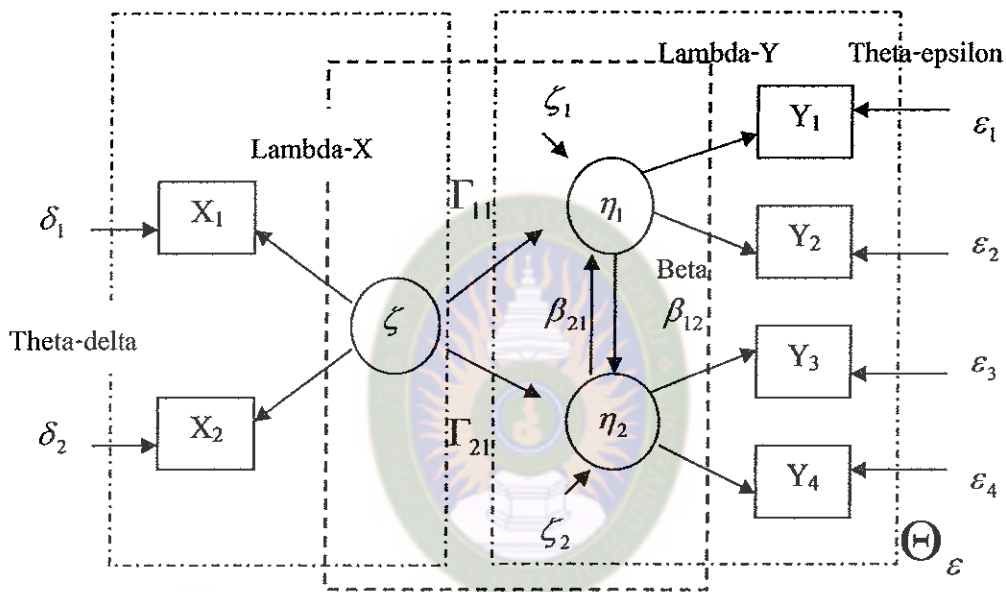 Lambda-Y Theta-epsilon
ζ₁ Y₁ ε₁
Lambda-X
Γ₁₁ η₁
δ₁ X₁ Y₂ ε₂
Beta
ζ β₂₁ β₁₂
Theta-delta Y₃ ε₃
δ₂ X₂ Γ₂₁ η₂
Y₄ ε₄
ζ₂
Θ ε